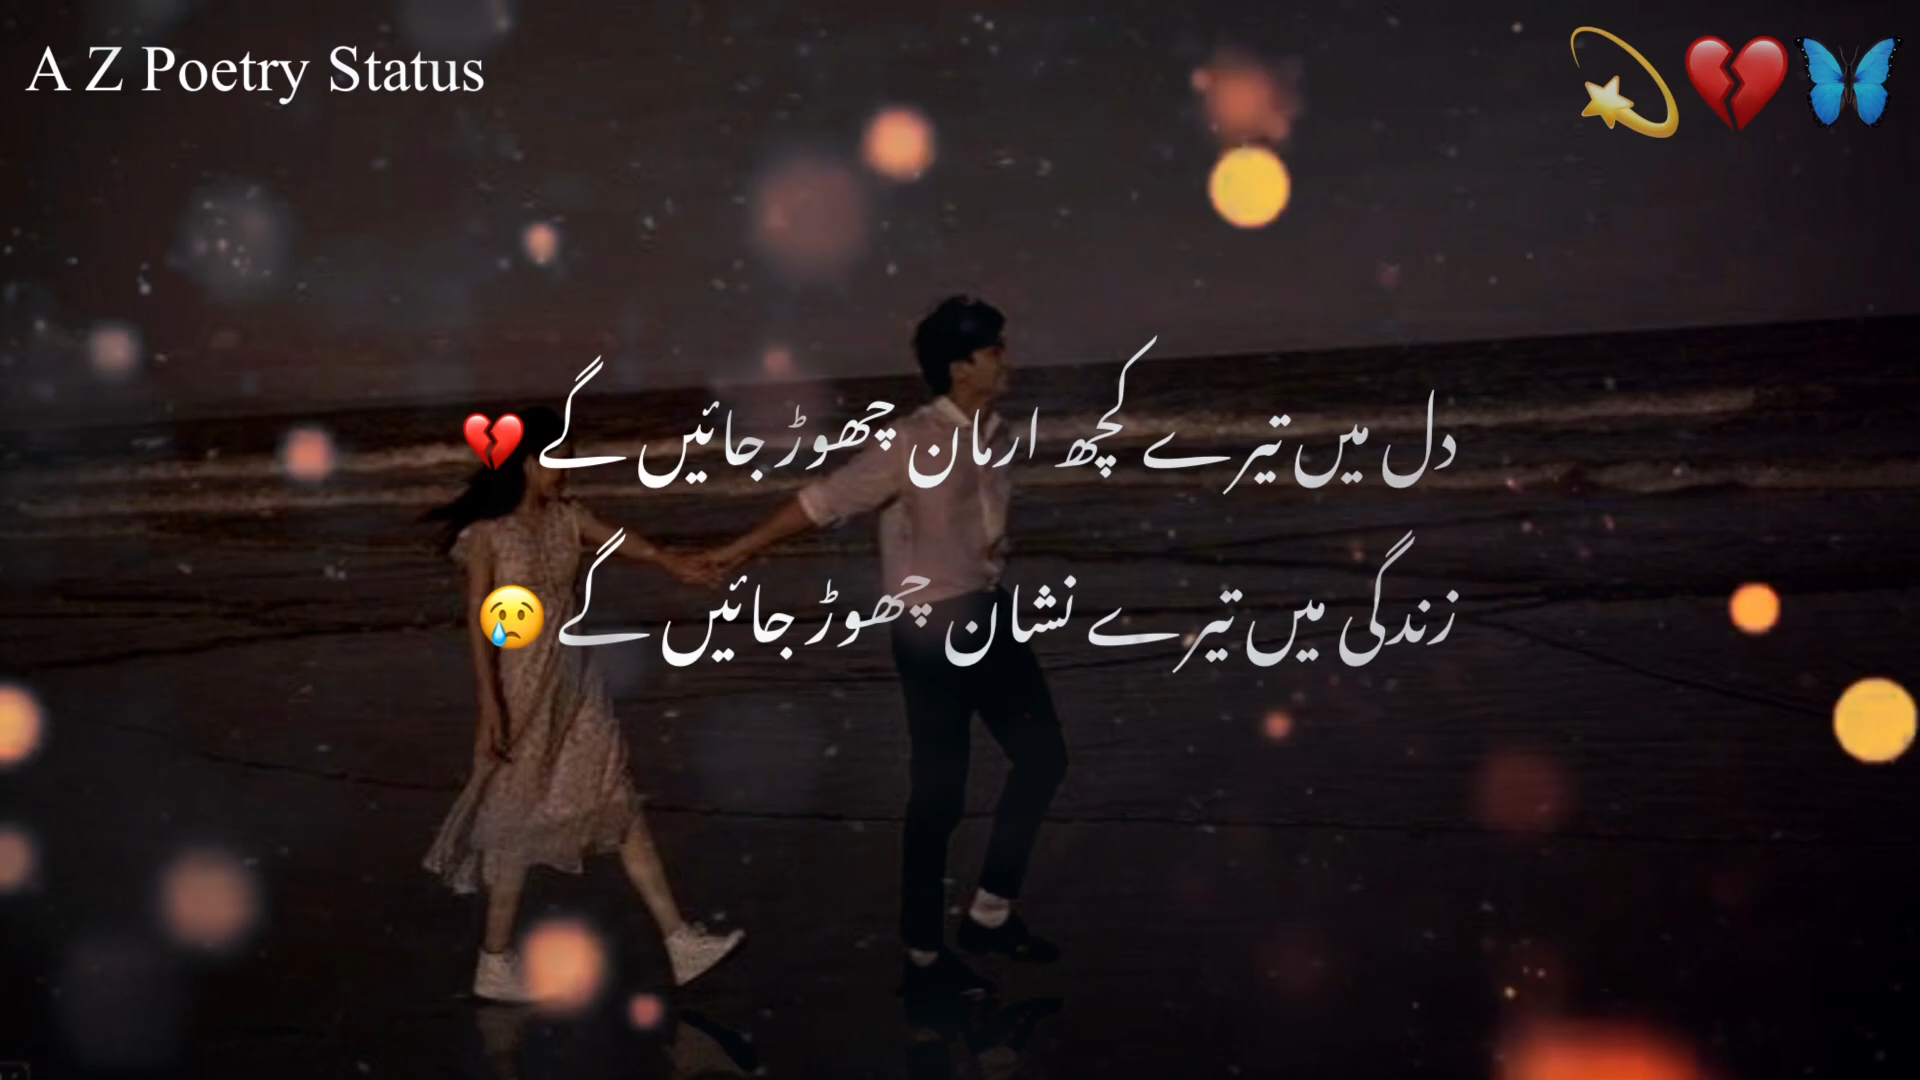 A Z Poetry Status 💫💔🦋
دل میں تیرے کچھ ارمان چھوڑ جائیں گے 💔
زندگی میں تیرے نشان چھوڑ جائیں گے 😢